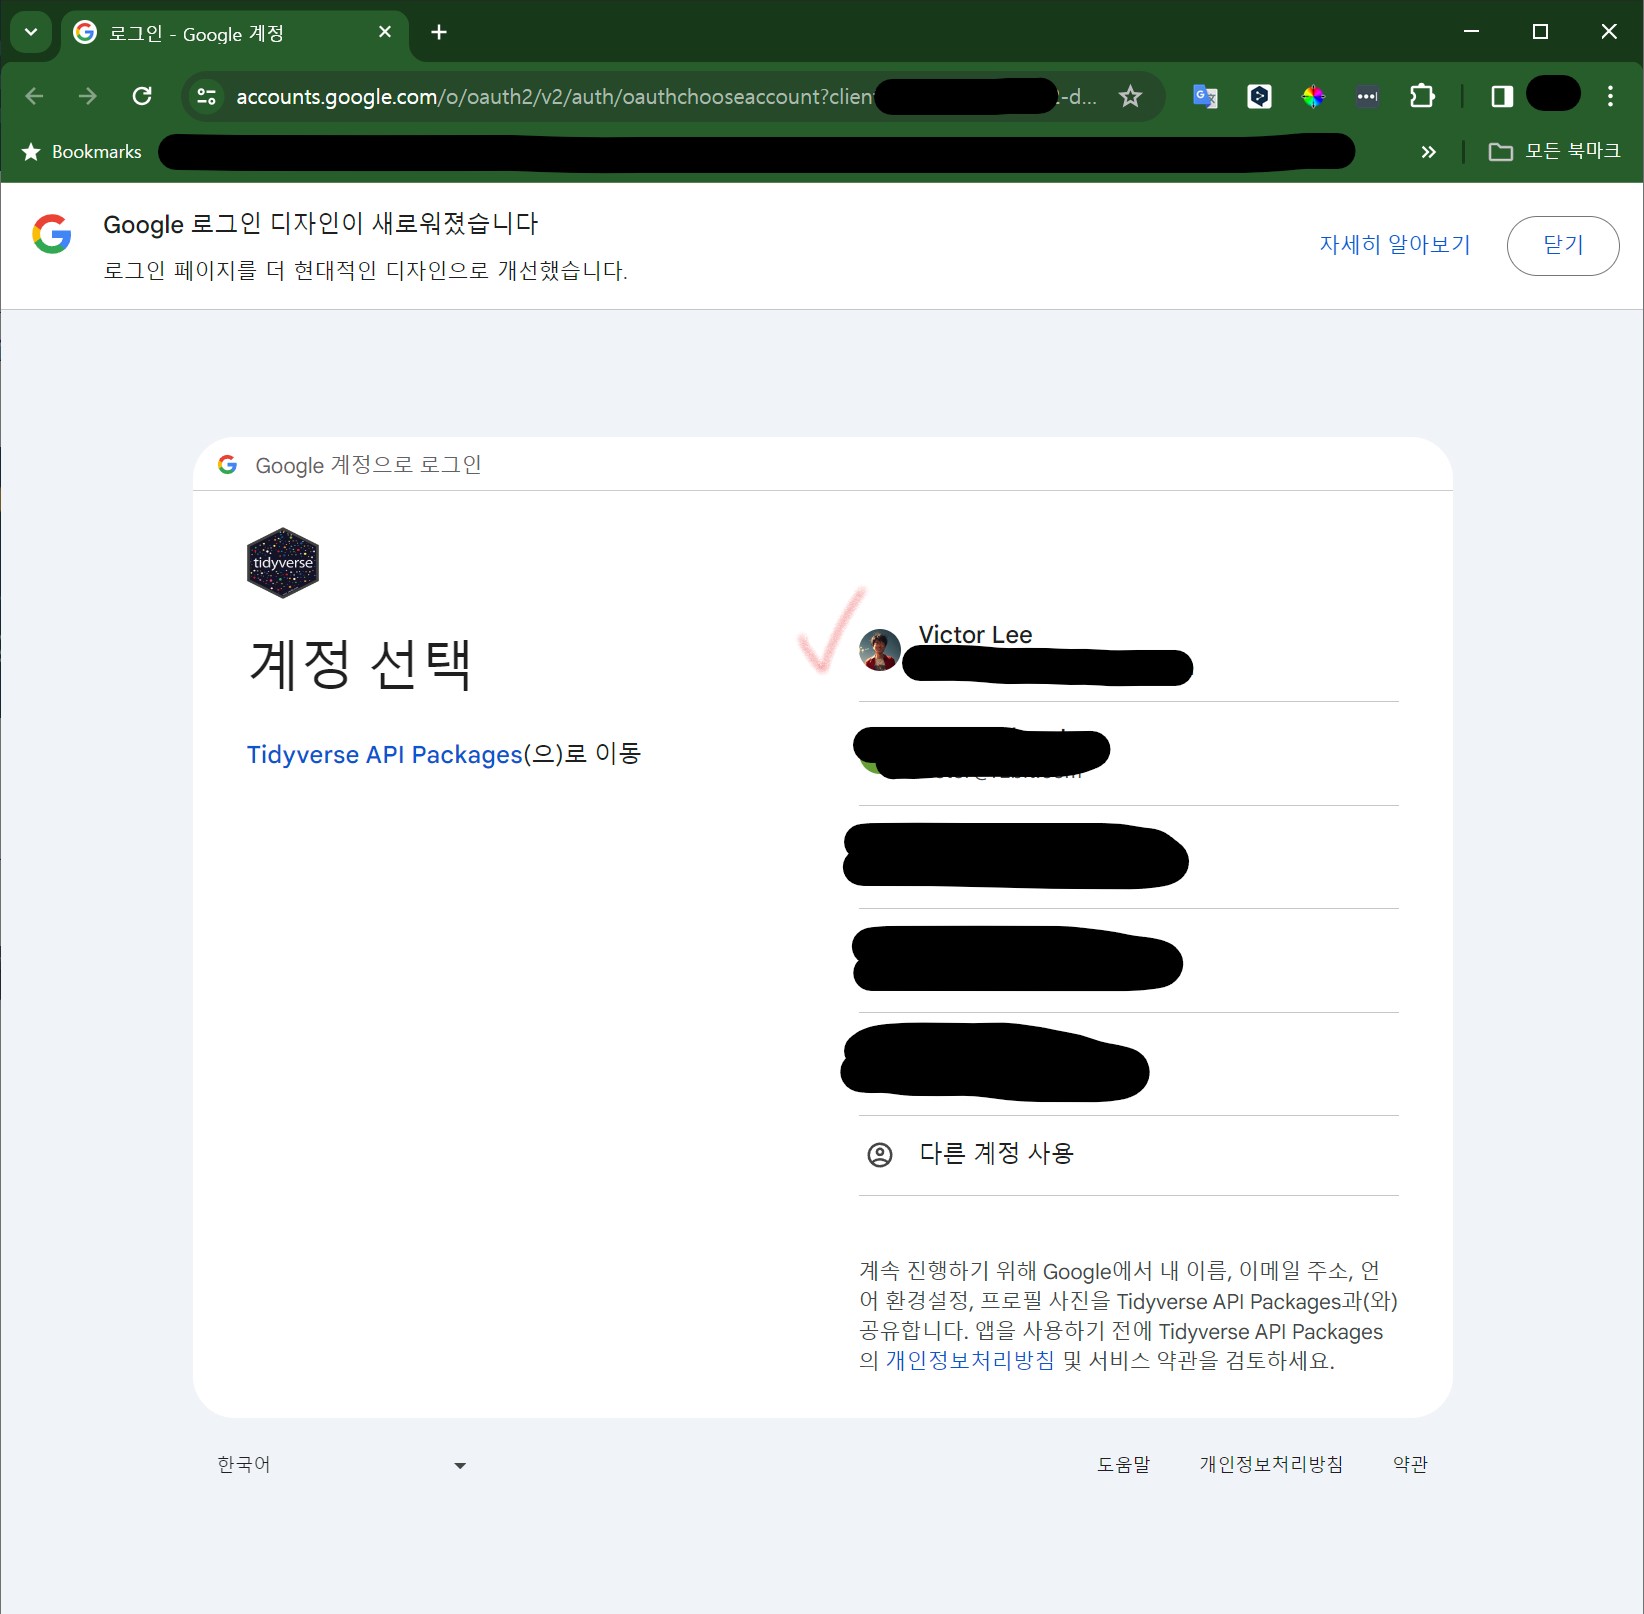 로그인 - Google 계정
accounts.google.com/o/oauth2/v2/auth/oauthchooseaccount?clien -d...
Bookmarks
모든 북마크
Google 로그인 디자인이 새로워졌습니다
로그인 페이지를 더 현대적인 디자인으로 개선했습니다.
자세히 알아보기
닫기
Google 계정으로 로그인
tidyverse
계정 선택
Tidyverse API Packages(으)로 이동
Victor Lee
다른 계정 사용
계속 진행하기 위해 Google에서 내 이름, 이메일 주소, 언
어 환경설정, 프로필 사진을 Tidyverse API Packages과(와)
공유합니다. 앱을 사용하기 전에 Tidyverse API Packages
의 개인정보처리방침 및 서비스 약관을 검토하세요.
한국어
도움말
개인정보처리방침
약관